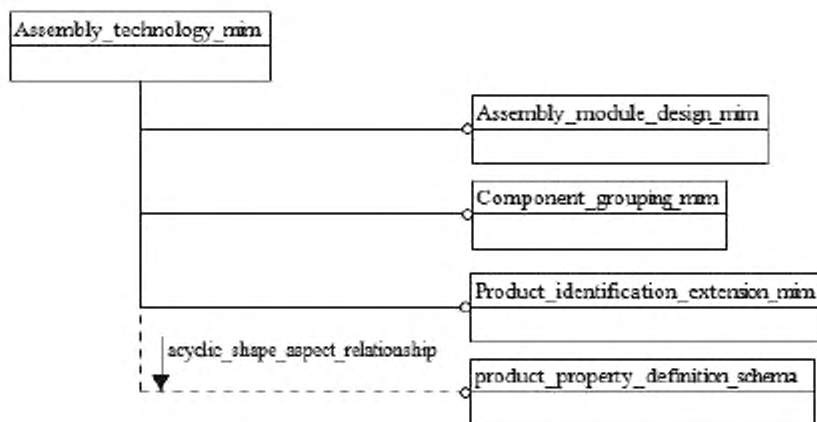 Assembly_technology_mim
Assembly_module_design_mim
Component_grouping_mim
Product_identification_extension_mim
acyclic_shape_aspect_relationship
product_property_definition_schema